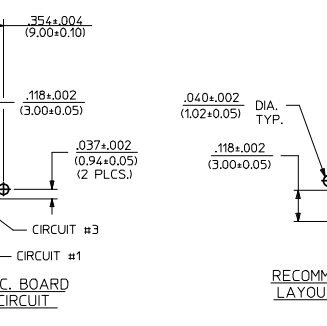 .354±.004
(9.00±0.10)
.118±.002
(3.00±0.05)
.037±.002
(0.94±0.05)
(2 PLCS.)
CIRCUIT #3
CIRCUIT #1
C. BOARD
CIRCUIT
.040±.002
(1.02±0.05)
DIA.
TYP.
.118±.002
(3.00±0.05)
RECOMM
LAYOU